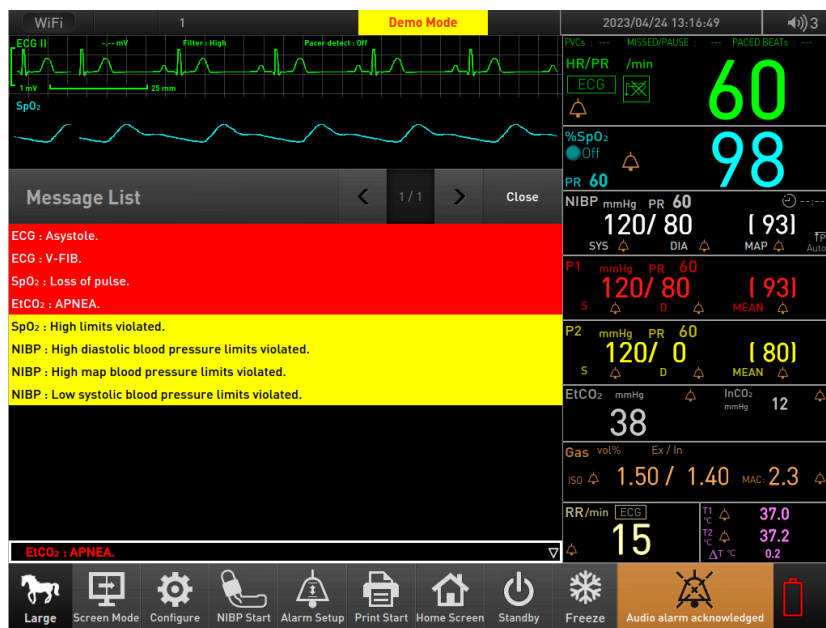 WiFi
1
Demo Mode
2023/04/24 13:16:49
3
ECG II
-.-- mV
Filter : High
Pacer detect : Off
1 mV
25 mm
SpO₂
Message List
1/1
Close
ECG : Asystole.
ECG : V-FIB.
SpO₂ : Loss of pulse.
EtCO₂ : APNEA.
SpO₂ : High limits violated.
NIBP : High diastolic blood pressure limits violated.
NIBP : High map blood pressure limits violated.
NIBP : Low systolic blood pressure limits violated.
EtCO₂ : APNEA.
PVCs : --- MISSED/PAUSE : --- PACED BEATs : ---
HR/PR /min
ECG
60
%SpO₂
Off
98
PR 60
NIBP mmHg PR 60
--:--
120/ 80 ( 93)
SYS DIA MAP
P
Auto
P1 mmHg PR 60
120/ 80 ( 93)
S D MEAN
P2 mmHg PR 60
120/ 0 ( 80)
S D MEAN
EtCO₂ mmHg
38
InCO₂
mmHg
12
Gas vol% Ex / In
ISO 1.50 / 1.40 MAC: 2.3
RR/min ECG
15
T1 °C 37.0
T2 °C 37.2
ΔT °C 0.2
Large
Screen Mode
Configure
NIBP Start
Alarm Setup
Print Start
Home Screen
Standby
Freeze
Audio alarm acknowledged